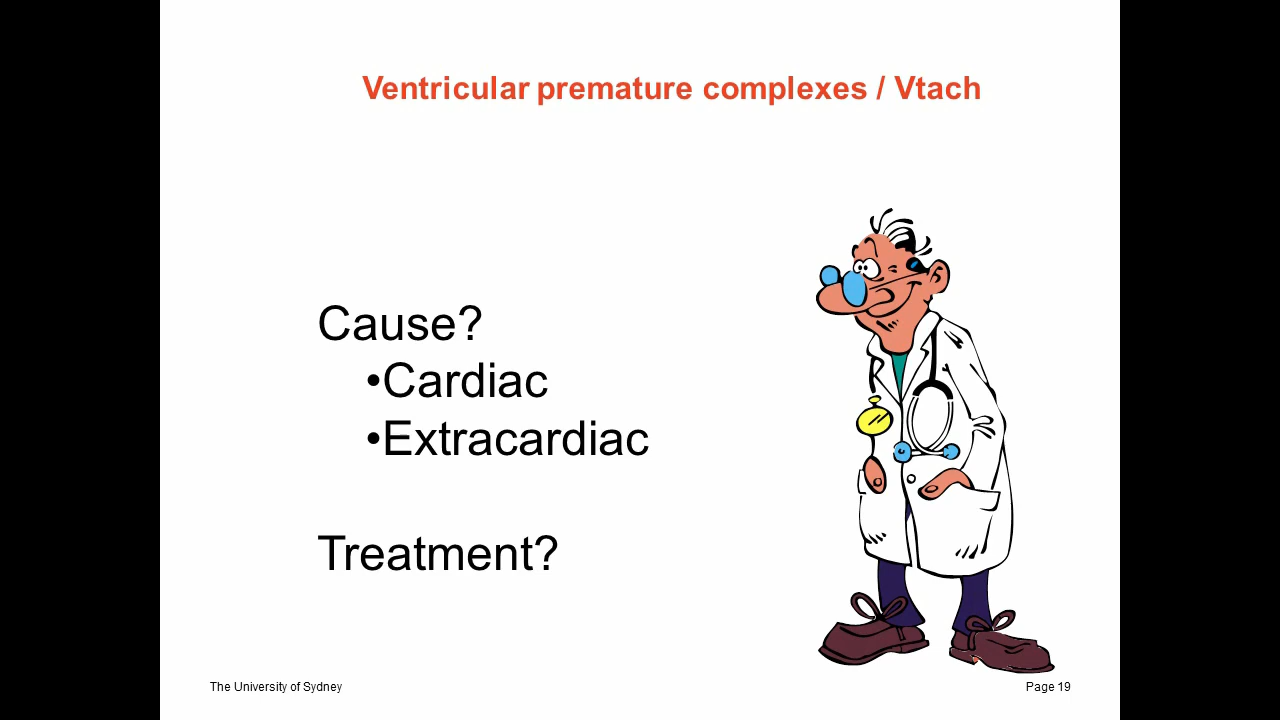 Ventricular premature complexes / Vtach
Cause?
•Cardiac
•Extracardiac
Treatment?
The University of Sydney
Page 19